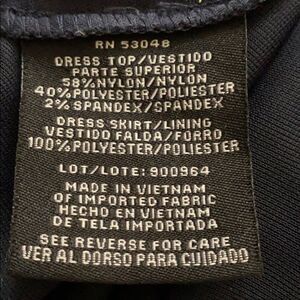 RN 53048
DRESS TOP/VESTIDO
PARTE SUPERIOR
58%NYLON/NYLON
40%POLYESTER/POLIESTER
2%SPANDEX/SPANDEX
DRESS SKIRT/LINING
VESTIDO FALDA/FORRO
100%POLYESTER/POLIESTER
LOT/LOTE: 900964
MADE IN VIETNAM
OF IMPORTED FABRIC
HECHO EN VIETNAM
DE TELA IMPORTADA
SEE REVERSE FOR CARE
VER AL DORSO PARA CUIDADO